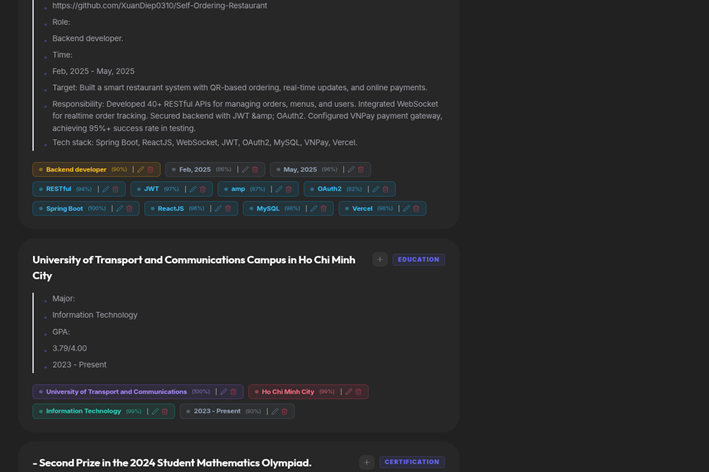 https://github.com/XuanDiep0310/Self-Ordering-Restaurant
Role:
Backend developer.
Time:
Feb, 2025 - May, 2025
Target: Built a smart restaurant system with QR-based ordering, real-time updates, and online payments.
Responsibility: Developed 40+ RESTful APIs for managing orders, menus, and users. Integrated WebSocket
for realtime order tracking. Secured backend with JWT &amp; OAuth2. Configured VNPay payment gateway,
achieving 95%+ success rate in testing.
Tech stack: Spring Boot, ReactJS, WebSocket, JWT, OAuth2, MySQL, VNPay, Vercel.
Backend developer (90%) | Feb, 2025 (98%) | May, 2025 (96%) |
RESTful (94%) | JWT (97%) | amp (67%) | OAuth2 (92%) |
Spring Boot (100%) | ReactJS (98%) | MySQL (98%) | Vercel (99%) |
University of Transport and Communications Campus in Ho Chi Minh
City
+ EDUCATION
Major:
Information Technology
GPA:
3.79/4.00
2023 - Present
University of Transport and Communications (100%) | Ho Chi Minh City (99%) |
Information Technology (98%) | 2023 - Present (93%) |
- Second Prize in the 2024 Student Mathematics Olympiad.
+ CERTIFICATION